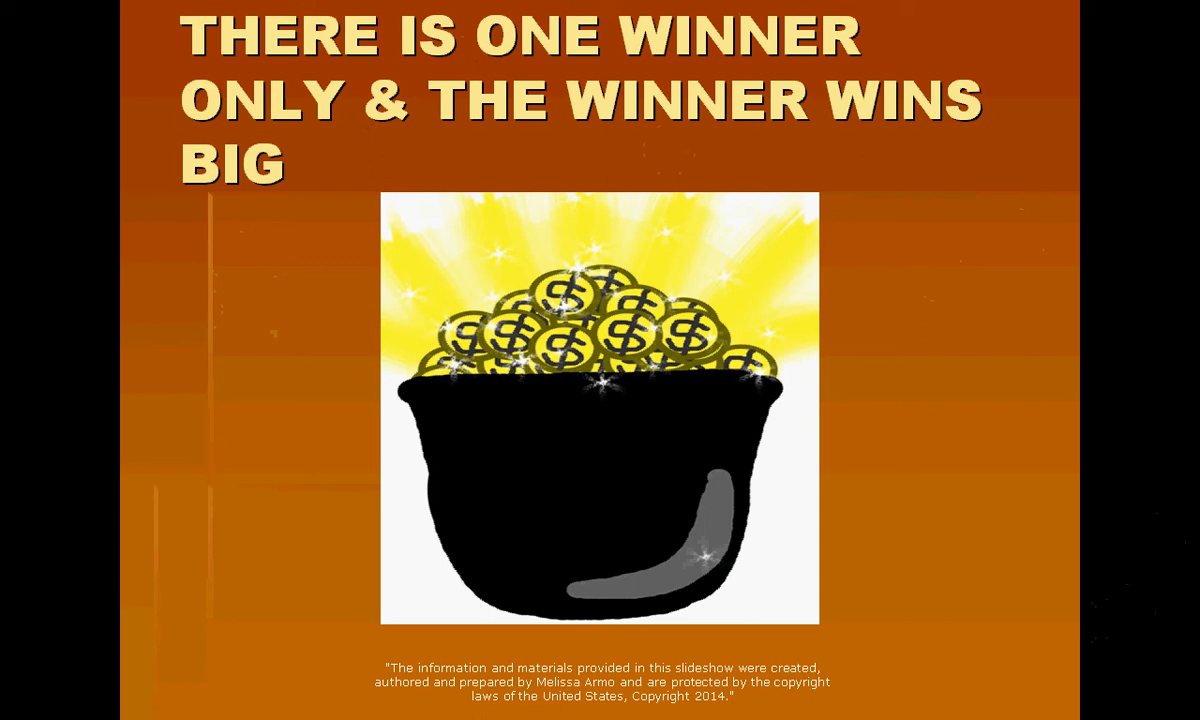 THERE IS ONE WINNER
ONLY & THE WINNER WINS
BIG
"The information and materials provided in this slideshow were created,
authored and prepared by Melissa Armo and are protected by the copyright
laws of the United States, Copyright 2014."